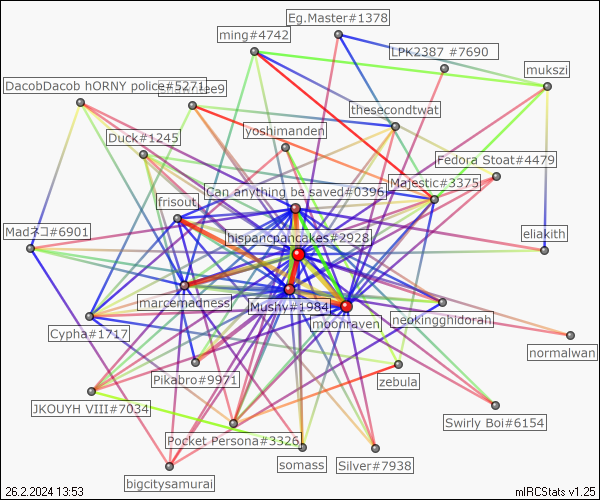 Eg.Master#1378
ming#4742
LPK2387 #7690
mukszi
DacobDacob hORNY police#5271
thesecondtwat
yoshimanden
Duck#1245
Fedora Stoat#4479
Majestic#3375
Can anything be saved#0396
frisout
Madネコ#6901
hispancpancakes#2928
eliakith
marcemadness
Mushy#1984
neokingghidorah
moonraven
Cypha#1717
normalwan
Pikabro#9971
zebula
JKOUYH VIII#7034
Swirly Boi#6154
Pocket Persona#3326
somass
Silver#7938
bigcitysamurai
26.2.2024 13:53
mIRCStats v1.25